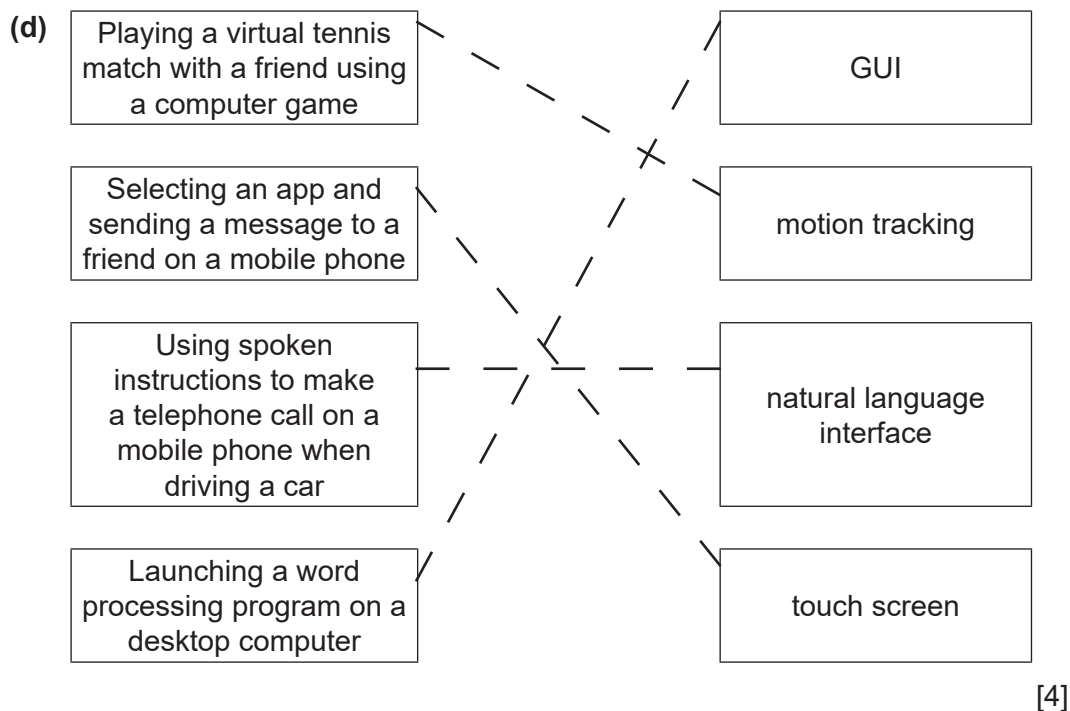 (d)
Playing a virtual tennis
match with a friend using
a computer game
GUI
Selecting an app and
sending a message to a
friend on a mobile phone
motion tracking
Using spoken
instructions to make
a telephone call on a
mobile phone when
driving a car
natural language
interface
Launching a word
processing program on a
desktop computer
touch screen
[4]